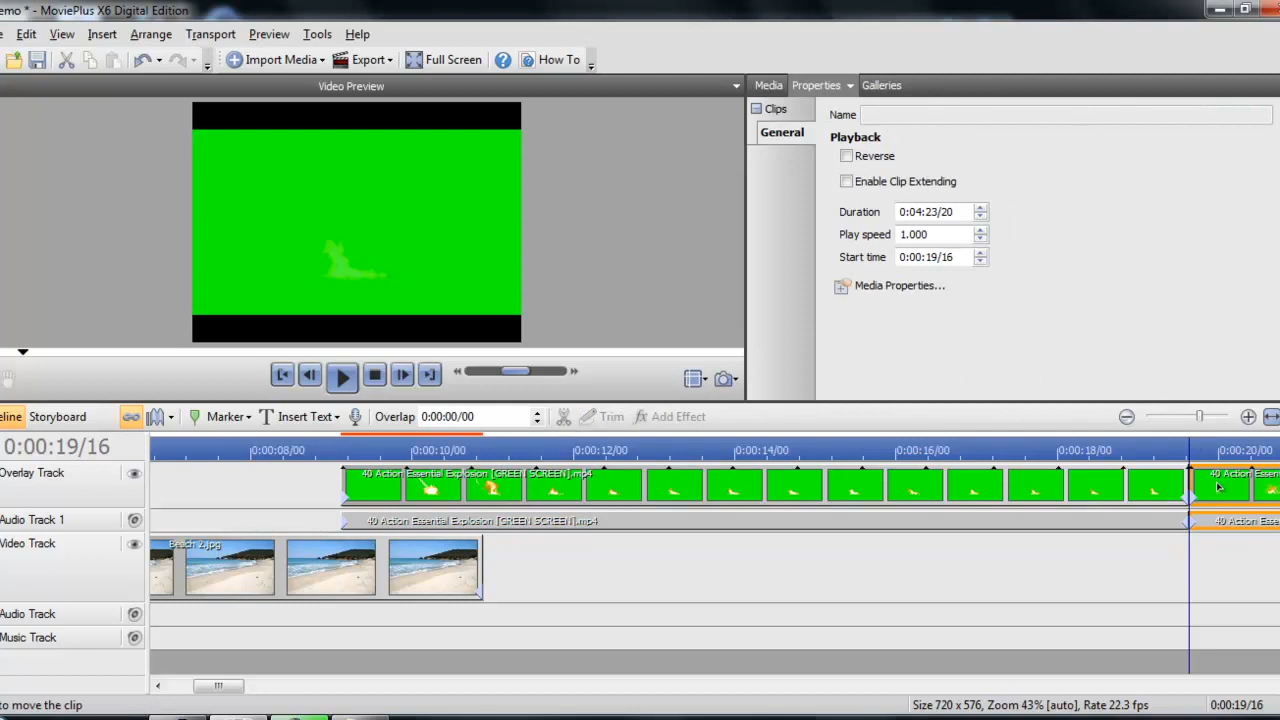 emo * - MoviePlus X6 Digital Edition
e Edit View Insert Arrange Transport Preview Tools Help
Import Media Export Full Screen How To
Video Preview
Media Properties Galleries
Clips
General
Name
Playback
Reverse
Enable Clip Extending
Duration 0:04:23/20
Play speed 1.000
Start time 0:00:19/16
Media Properties...
eline Storyboard Marker Insert Text Overlap 0:00:00/00 Trim fx Add Effect
0:00:19/16 0:00:08/00 0:00:10/00 0:00:12/00 0:00:14/00 0:00:16/00 0:00:18/00 0:00:20/00
Overlay Track 40 Action Essential Explosion [GREEN SCREEN].mp4 40 Action Essen
Audio Track 1 40 Action Essential Explosion [GREEN SCREEN].mp4 40 Action Esse
Video Track Beach 2.jpg
Audio Track
Music Track
to move the clip Size 720 x 576, Zoom 43% [auto], Rate 22.3 fps 0:00:19/16